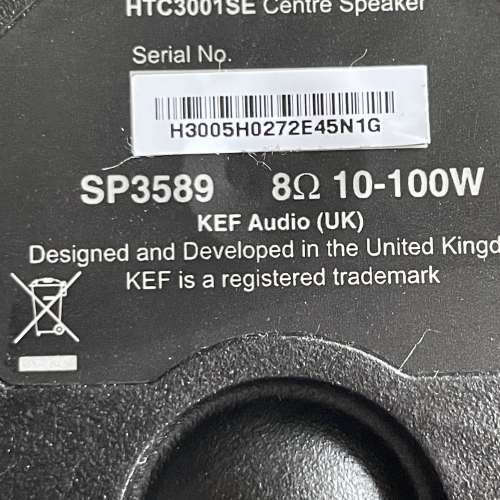 HTC3001SE Centre Speaker
Serial No.
H3005H0272E45N1G
SP3589 8Ω 10-100W
KEF Audio (UK)
Designed and Developed in the United Kingd
KEF is a registered trademark